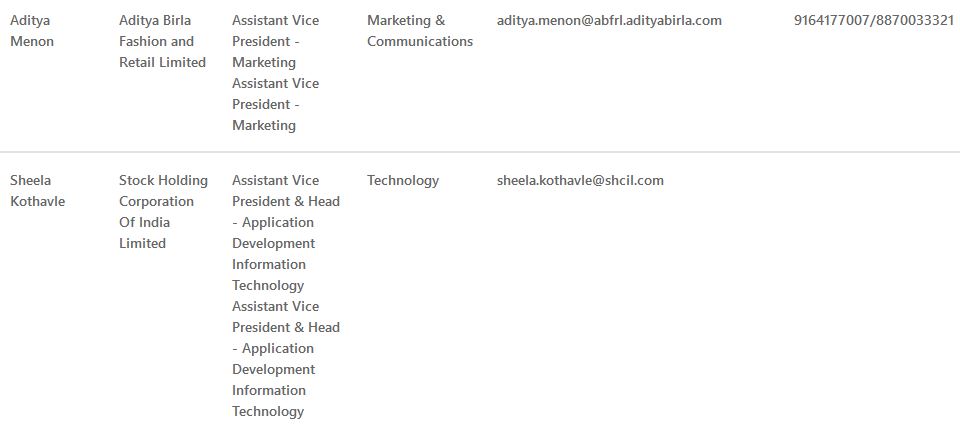 Aditya
Menon
Aditya Birla
Fashion and
Retail Limited
Assistant Vice
President -
Marketing
Assistant Vice
President -
Marketing
Marketing &
Communications
aditya.menon@abfrl.adityabirla.com
9164177007/8870033321
Sheela
Kothavle
Stock Holding
Corporation
Of India
Limited
Assistant Vice
President & Head
- Application
Development
Information
Technology
Assistant Vice
President & Head
- Application
Development
Information
Technology
Technology
sheela.kothavle@shcil.com